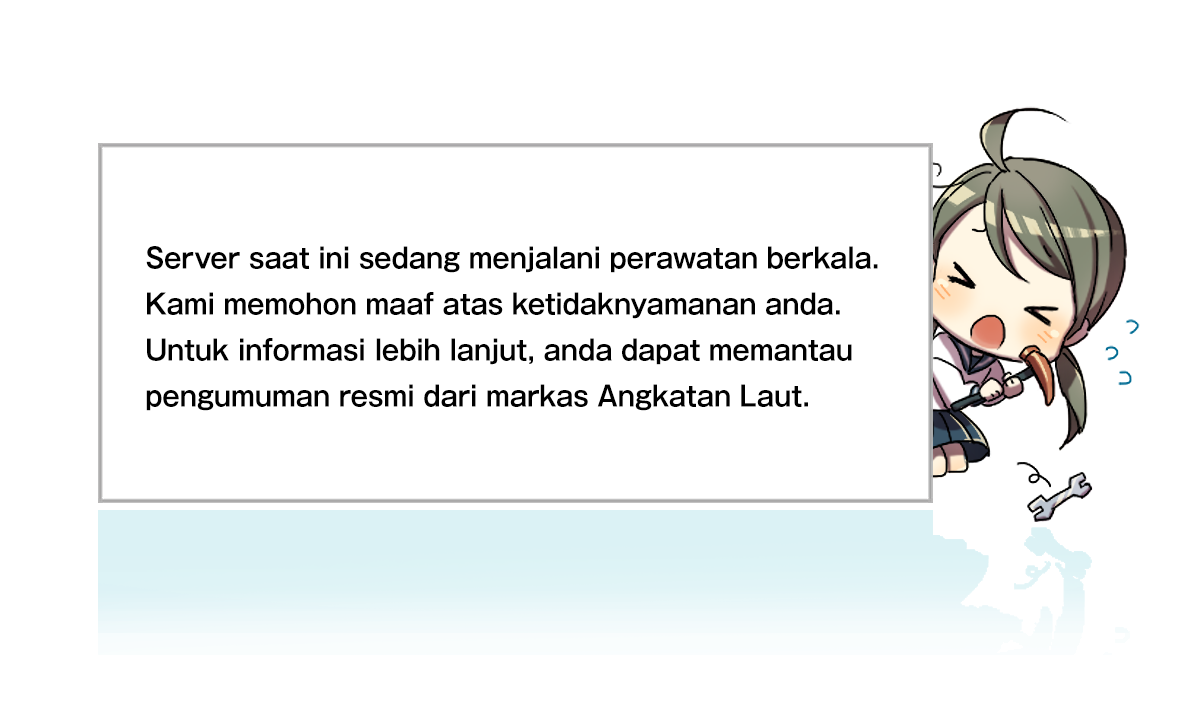 Server saat ini sedang menjalani perawatan berkala.
Kami memohon maaf atas ketidaknyamanan anda.
Untuk informasi lebih lanjut, anda dapat memantau
pengumuman resmi dari markas Angkatan Laut.